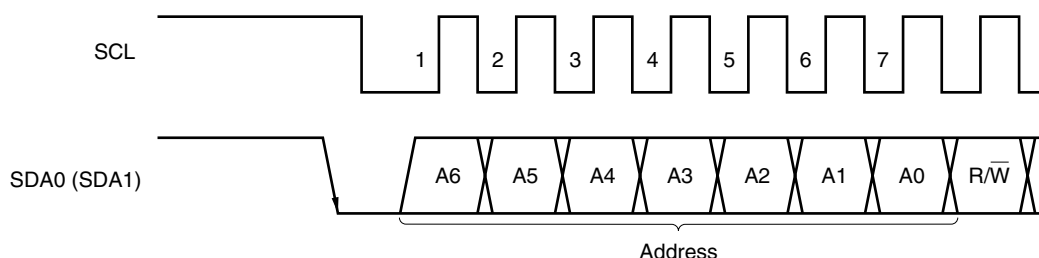 SCL 1 2 3 4 5 6 7
SDA0 (SDA1) A6 A5 A4 A3 A2 A1 A0 R/W̅
Address